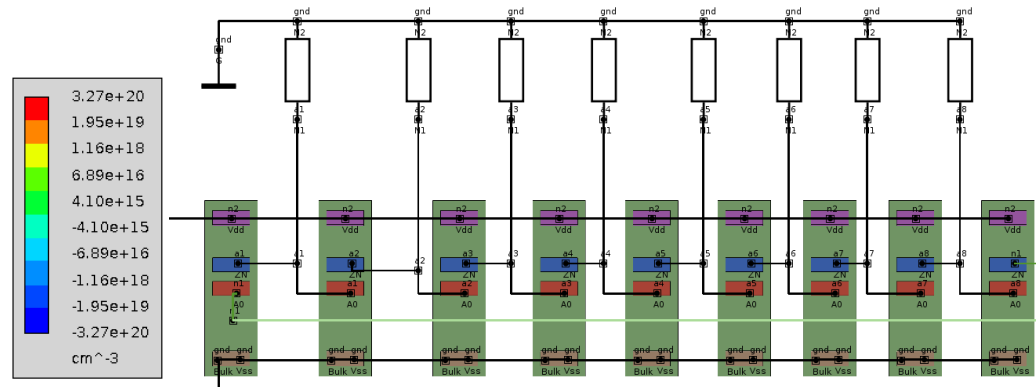 gnd gnd gnd gnd gnd gnd gnd gnd
N2 N2 N2 N2 N2 N2 N2 N2
gnd
G
3.27e+20
1.95e+19
1.16e+18
6.89e+16
4.10e+15
-4.10e+15
-6.89e+16
-1.16e+18
-1.95e+19
-3.27e+20
cm^-3
a1 a2 a3 a4 a5 a6 a7 a8
N1 N1 N1 N1 N1 N1 N1 N1
n2 n2 n2 n2 n2 n2 n2 n2 n2
Vdd Vdd Vdd Vdd Vdd Vdd Vdd Vdd Vdd
a1 a1 a2 a2 a3 a3 a4 a4 a5 a5 a6 a6 a7 a7 a8 a8 n1
ZN ZN ZN ZN ZN ZN ZN ZN ZN
n1 a1 a2 a3 a4 a5 a6 a7 a8
A0 A0 A0 A0 A0 A0 A0 A0 A0
gnd gnd gnd gnd gnd gnd gnd gnd gnd gnd gnd gnd gnd gnd gnd gnd gnd gnd
Bulk Vss Bulk Vss Bulk Vss Bulk Vss Bulk Vss Bulk Vss Bulk Vss Bulk Vss Bulk Vss